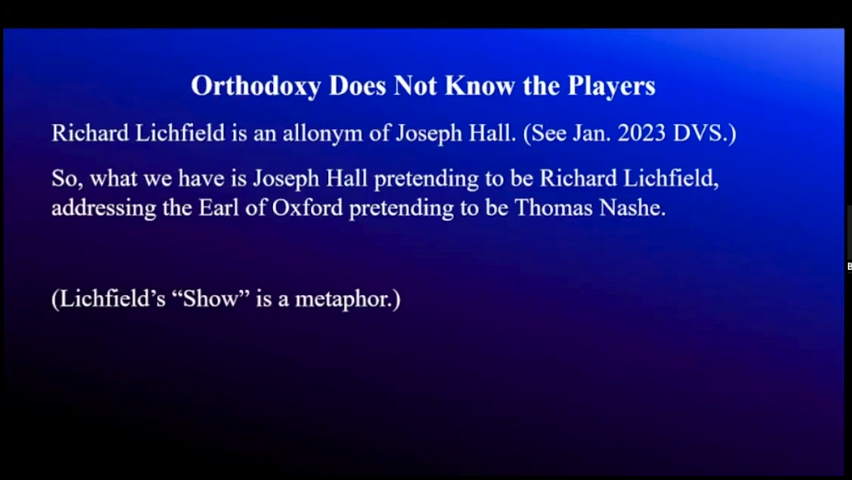 Orthodoxy Does Not Know the Players
Richard Lichfield is an allonym of Joseph Hall. (See Jan. 2023 DVS.)
So, what we have is Joseph Hall pretending to be Richard Lichfield,
addressing the Earl of Oxford pretending to be Thomas Nashe.
(Lichfield’s “Show” is a metaphor.)
B